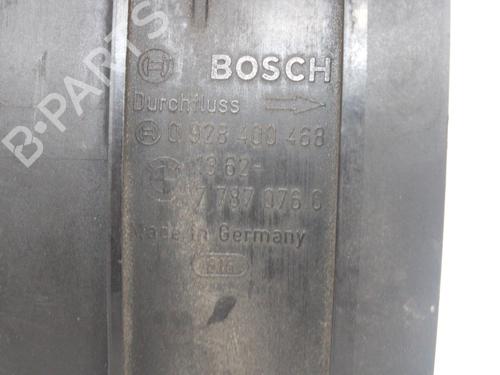 BOSCH
Durchfluss
0 928 400 468
13.62-
7 787 076.0
Made in Germany
B-PARTS